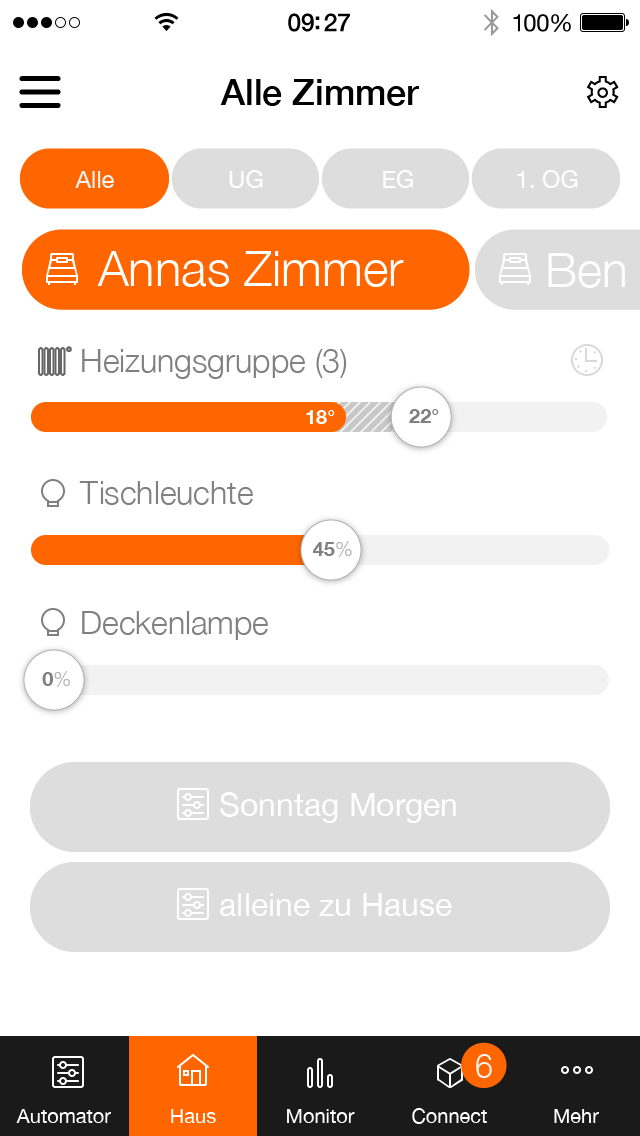 09:27 100%
Alle Zimmer
Alle UG EG 1. OG
Annas Zimmer Ben
Heizungsgruppe (3)
18° 22°
Tischleuchte
45%
Deckenlampe
0%
Sonntag Morgen
alleine zu Hause
6
Automator Haus Monitor Connect Mehr